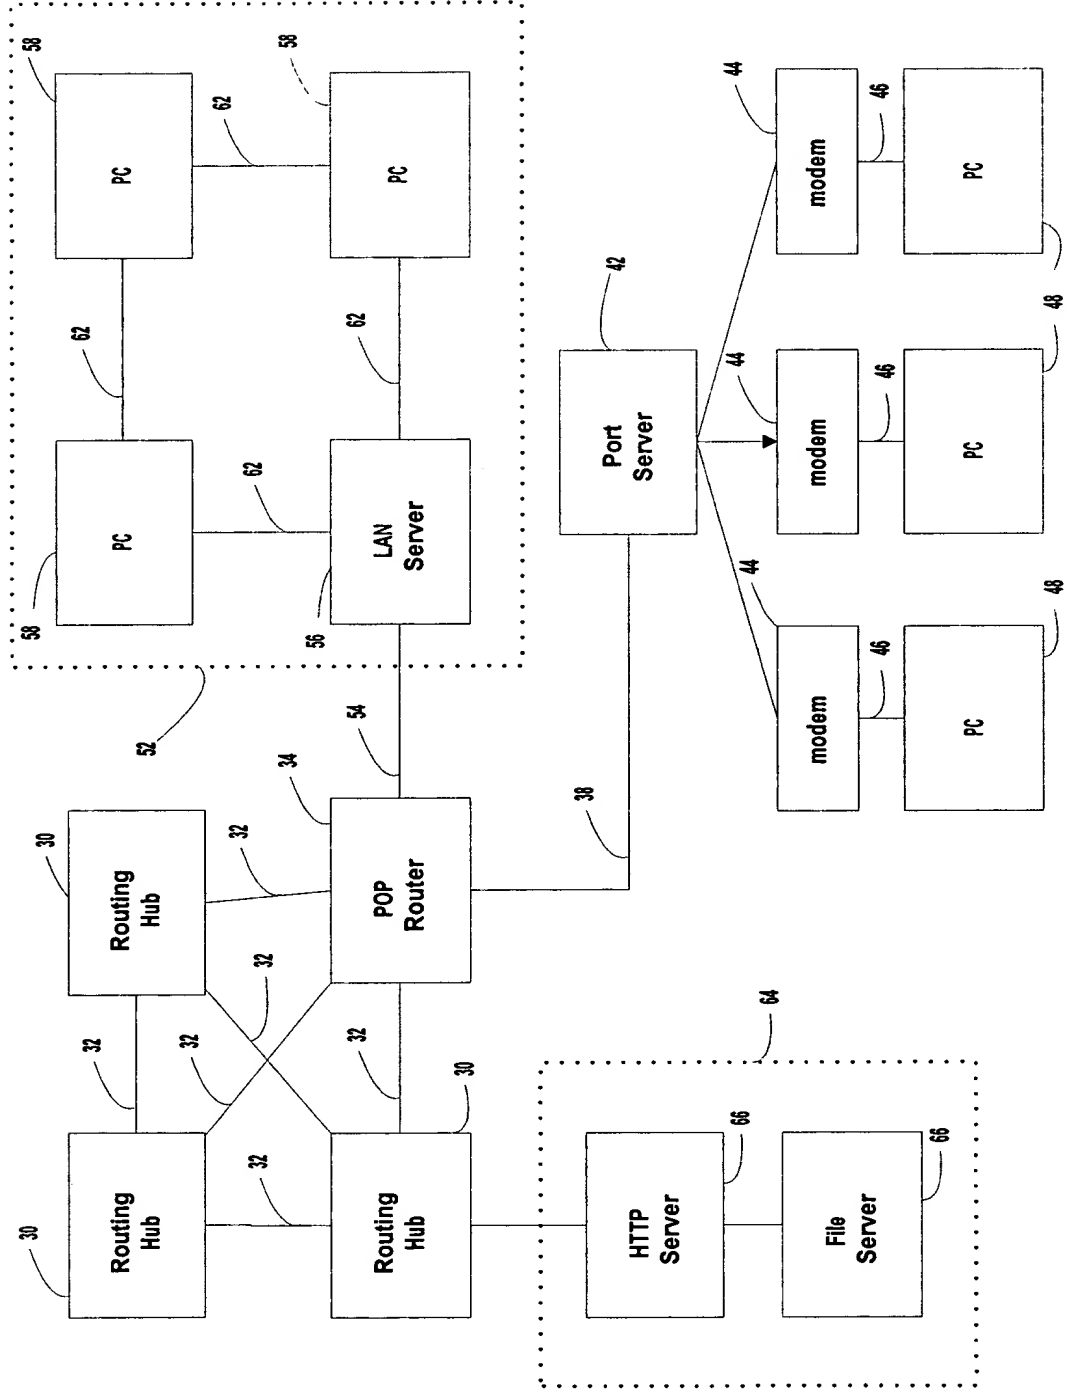 30
30
58
58
32
62
Routing
Hub
Routing
Hub
PC
PC
52
32
62
32
62
32
32
34
58
56
32
54
62
Routing
Hub
POP
Router
LAN
Server
PC
30
38
42
HTTP
Server
Port
Server
66
64
44
44
44
File
Server
modem
modem
modem
46
46
46
66
PC
PC
PC
48
48
48